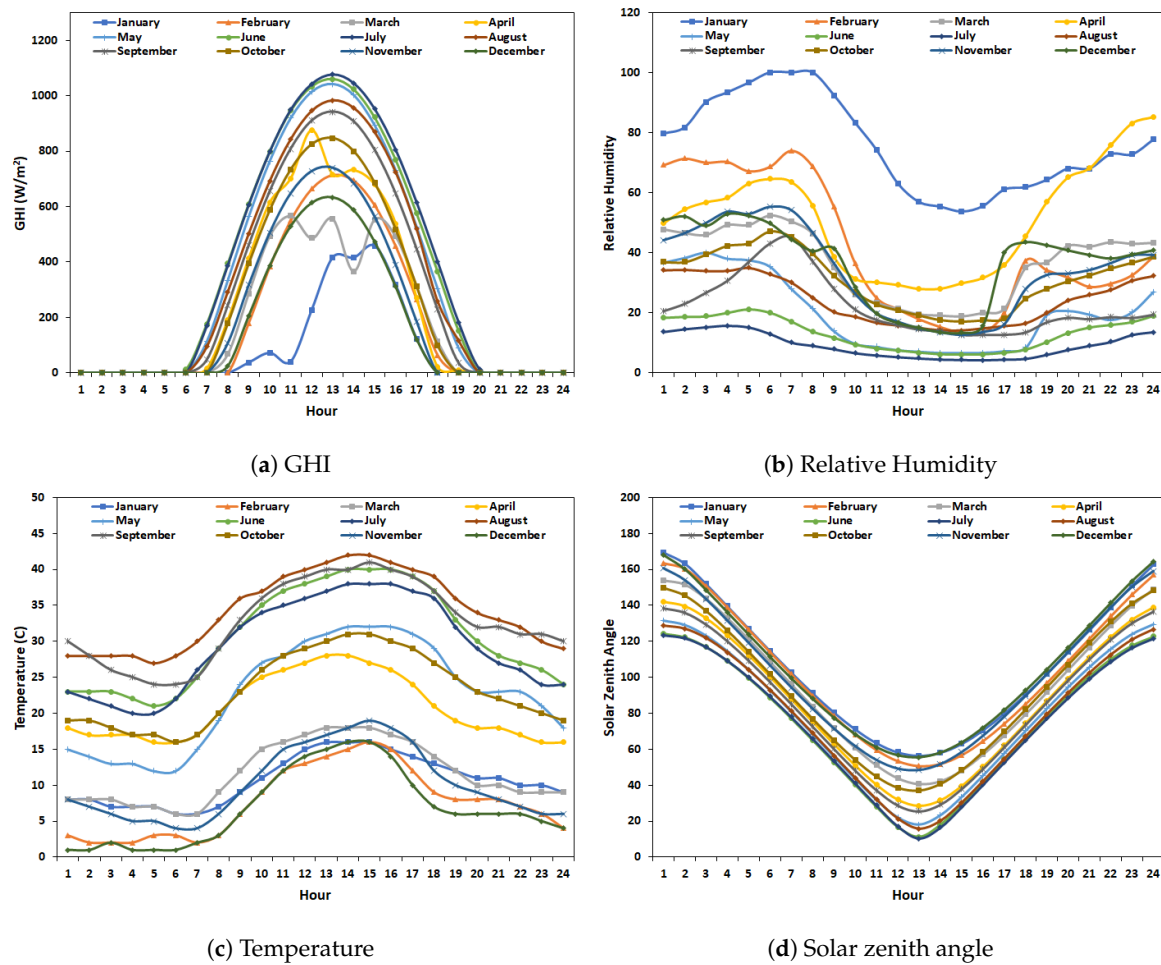 January February March April
May June July August
September October November December
GHI (W/m²)
1200
1000
800
600
400
200
0
1 2 3 4 5 6 7 8 9 10 11 12 13 14 15 16 17 18 19 20 21 22 23 24
Hour
(a) GHI
January February March April
May June July August
September October November December
Relative Humidity
120
100
80
60
40
20
0
1 2 3 4 5 6 7 8 9 10 11 12 13 14 15 16 17 18 19 20 21 22 23 24
Hour
(b) Relative Humidity
January February March April
May June July August
September October November December
Temperature (C)
50
45
40
35
30
25
20
15
10
5
0
1 2 3 4 5 6 7 8 9 10 11 12 13 14 15 16 17 18 19 20 21 22 23 24
Hour
(c) Temperature
January February March April
May June July August
September October November December
Solar Zenith Angle
200
180
160
140
120
100
80
60
40
20
0
1 2 3 4 5 6 7 8 9 10 11 12 13 14 15 16 17 18 19 20 21 22 23 24
Hour
(d) Solar zenith angle